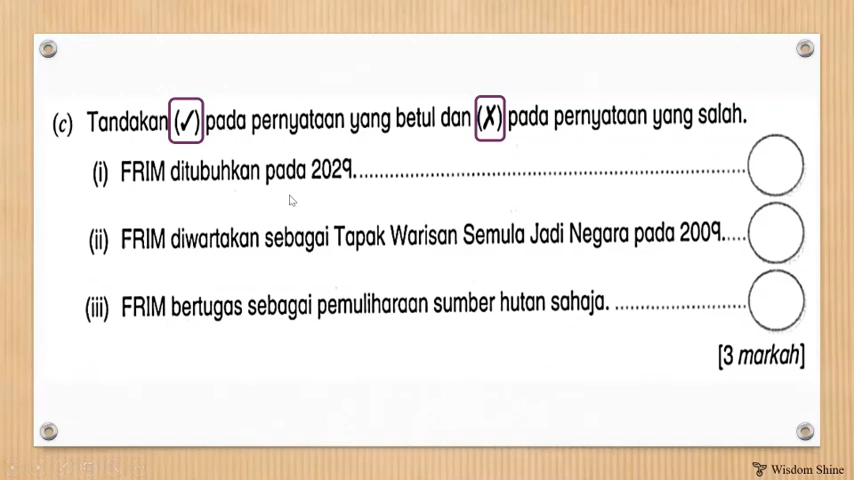 (c) Tandakan (✓) pada pernyataan yang betul dan (✗) pada pernyataan yang salah.
(i) FRIM ditubuhkan pada 2029.
(ii) FRIM diwartakan sebagai Tapak Warisan Semula Jadi Negara pada 2009.
(iii) FRIM bertugas sebagai pemuliharaan sumber hutan sahaja.
[3 markah]
Wisdom Shine